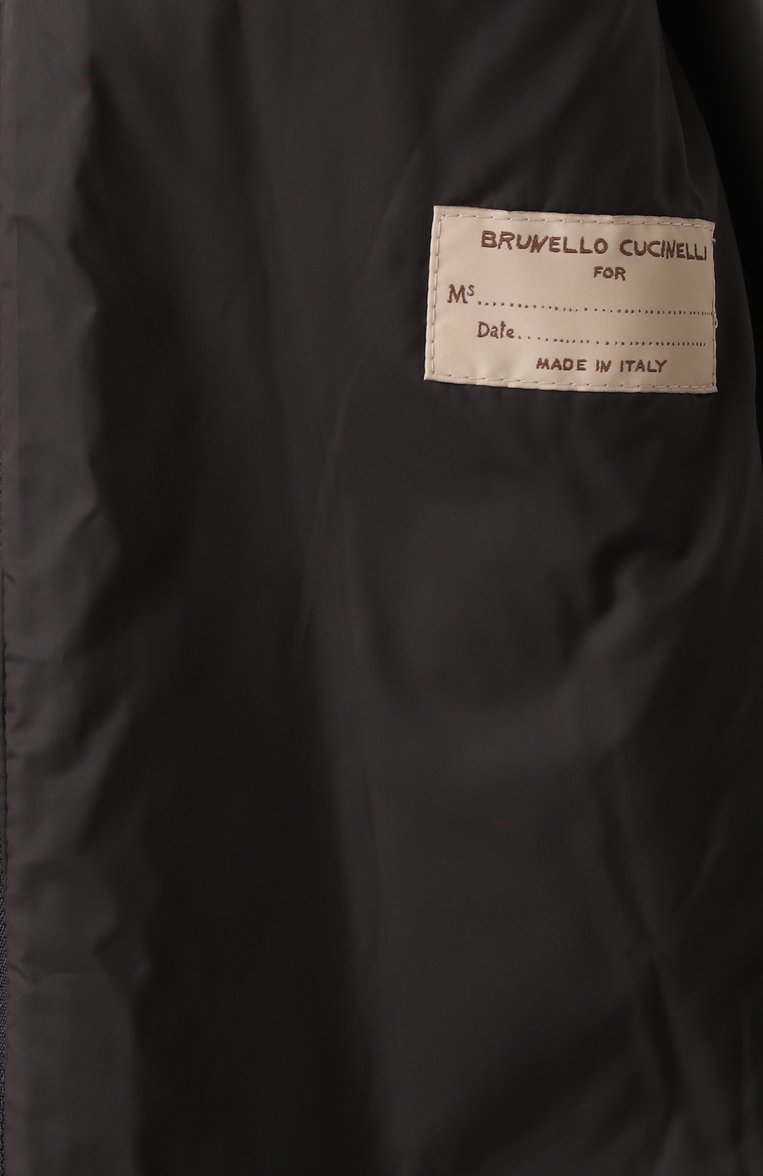 BRUNELLO CUCINELLI
FOR
Ms.......................................
Date.................................
MADE IN ITALY